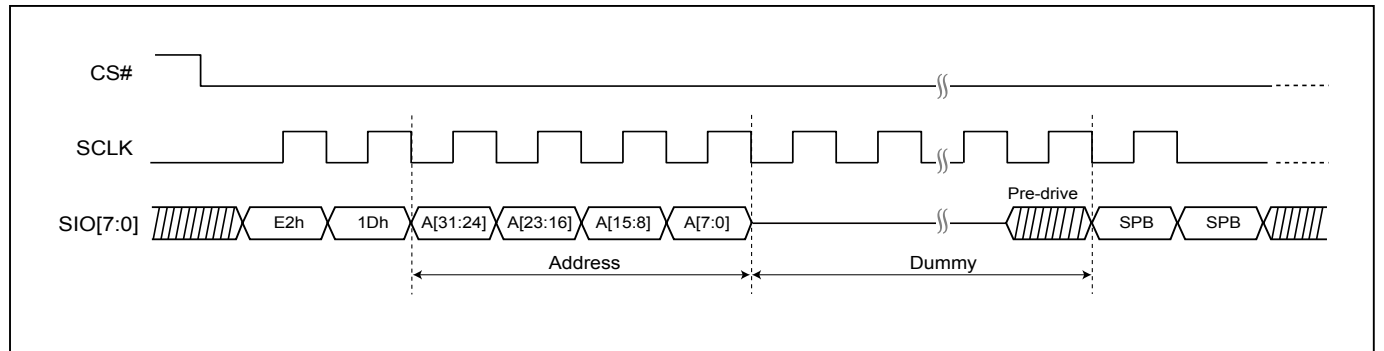 CS#
SCLK
Pre-drive
SIO[7:0] E2h 1Dh A[31:24] A[23:16] A[15:8] A[7:0] SPB SPB
Address Dummy